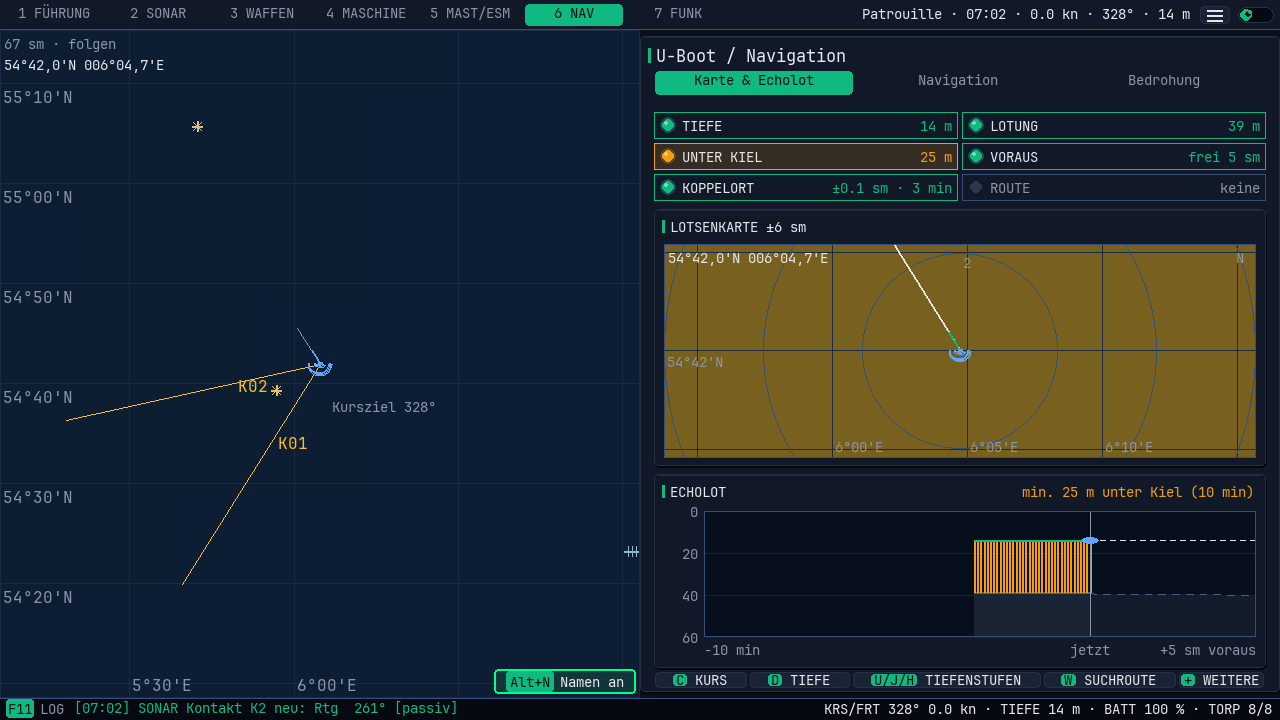 1 FÜHRUNG 2 SONAR 3 WAFFEN 4 MASCHINE 5 MAST/ESM 6 NAV 7 FUNK Patrouille · 07:02 · 0.0 kn · 328° · 14 m
67 sm · folgen
54°42,0'N 006°04,7'E
55°10'N
55°00'N
54°50'N
54°40'N
54°30'N
54°20'N
K02
K01
Kursziel 328°
5°30'E 6°00'E
Alt+N Namen an
U-Boot / Navigation
Karte & Echolot Navigation Bedrohung
TIEFE 14 m LOTUNG 39 m
UNTER KIEL 25 m VORAUS frei 5 sm
KOPPELORT ±0.1 sm · 3 min ROUTE keine
LOTSENKARTE ±6 sm
54°42,0'N 006°04,7'E 2 N
54°42'N
6°00'E 6°05'E 6°10'E
ECHOLOT min. 25 m unter Kiel (10 min)
0
20
40
60
-10 min jetzt +5 sm voraus
C KURS D TIEFE U/J/H TIEFENSTUFEN W SUCHROUTE + WEITERE
F11 LOG [07:02] SONAR Kontakt K2 neu: Rtg 261° [passiv] KRS/FRT 328° 0.0 kn · TIEFE 14 m · BATT 100 % · TORP 8/8